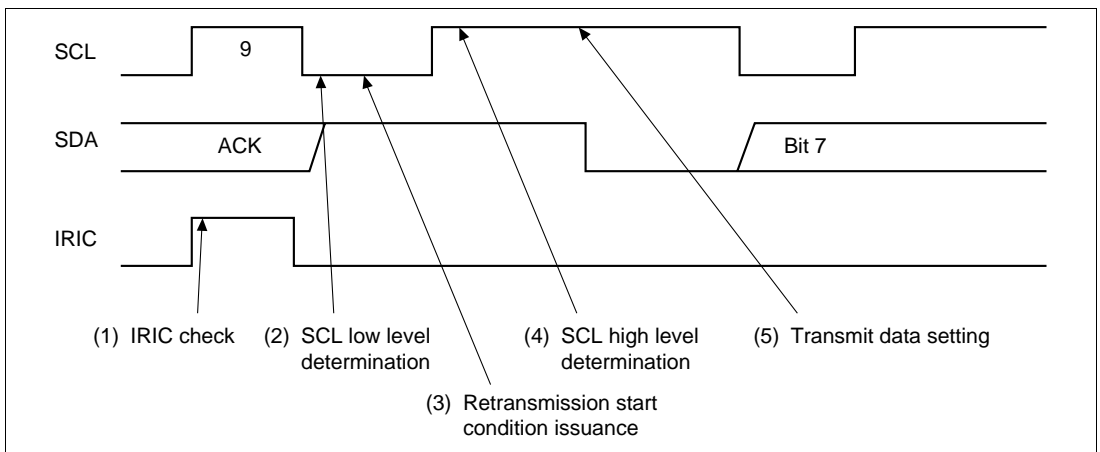 SCL
9
SDA
ACK
Bit 7
IRIC
(1) IRIC check
(2) SCL low level
determination
(4) SCL high level
determination
(5) Transmit data setting
(3) Retransmission start
condition issuance